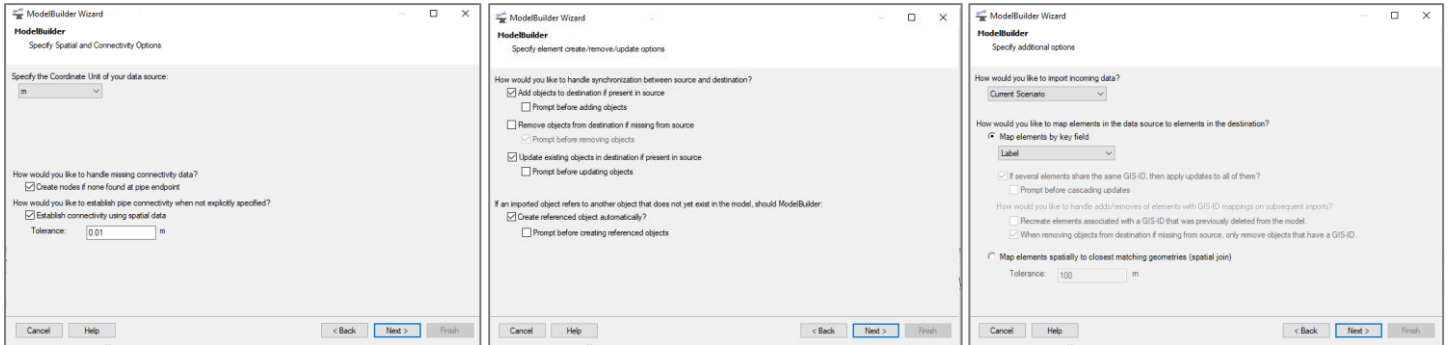 ModelBuilder Wizard
ModelBuilder
Specify Spatial and Connectivity Options
Specify the Coordinate Unit of your data source:
m
How would you like to handle missing connectivity data?
Create nodes if none found at pipe endpoint
How would you like to establish pipe connectivity when not explicitly specified?
Establish connectivity using spatial data
Tolerance: 0.01 m
Cancel Help < Back Next > Finish
ModelBuilder Wizard
ModelBuilder
Specify element create/remove/update options
How would you like to handle synchronization between source and destination?
Add objects to destination if present in source
Prompt before adding objects
Remove objects from destination if missing from source
Prompt before removing objects
Update existing objects in destination if present in source
Prompt before updating objects
If an imported object refers to another object that does not yet exist in the model, should ModelBuilder:
Create referenced object automatically?
Prompt before creating referenced objects
Cancel Help < Back Next > Finish
ModelBuilder Wizard
ModelBuilder
Specify additional options
How would you like to import incoming data?
Current Scenario
How would you like to map elements in the data source to elements in the destination?
Map elements by key field
Label
If several elements share the same GIS-ID, then apply updates to all of them?
Prompt before cascading updates
How would you like to handle adds/removes of elements with GIS-ID mappings on subsequent imports?
Recreate elements associated with a GIS-ID that was previously deleted from the model.
When removing objects from destination if missing from source, only remove objects that have a GIS-ID.
Map elements spatially to closest matching geometries (spatial join)
Tolerance: 100 m
Cancel Help < Back Next > Finish